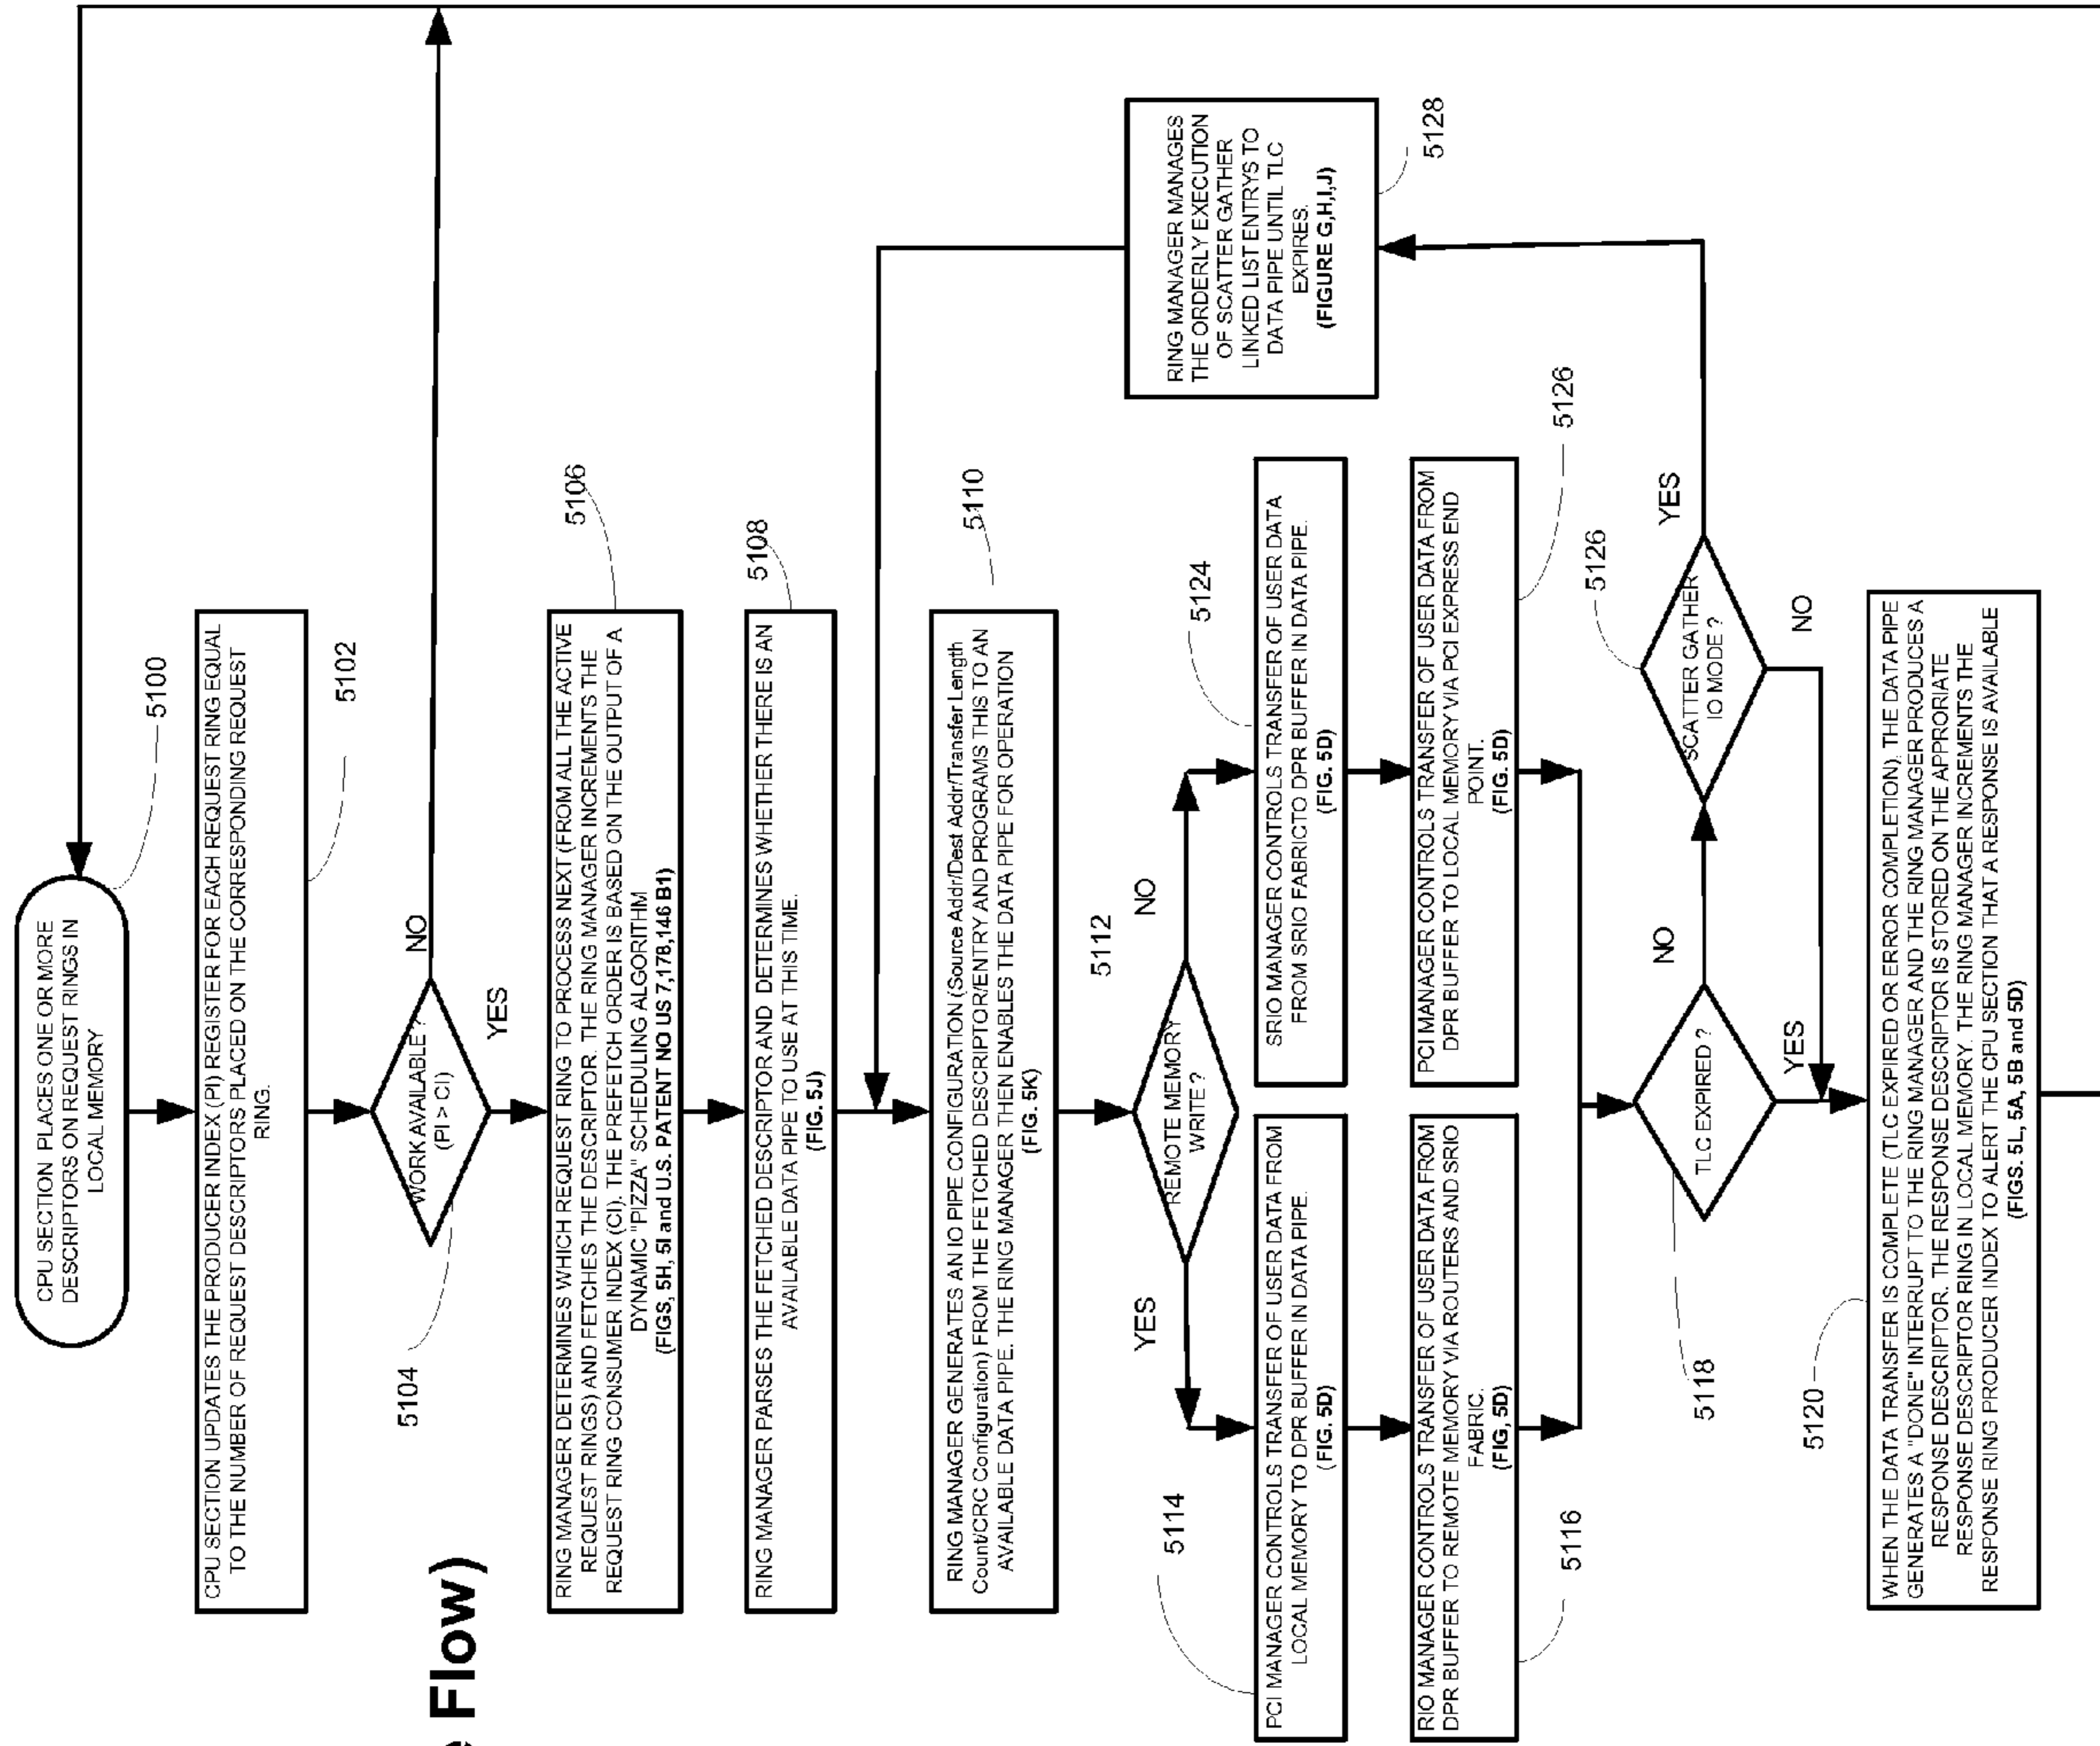 CPU SECTION PLACES ONE OR MORE
DESCRIPTORS ON REQUEST RINGS IN
LOCAL MEMORY
5100
CPU SECTION UPDATES THE PRODUCER INDEX (PI) REGISTER FOR EACH REQUEST RING EQUAL
TO THE NUMBER OF REQUEST DESCRIPTORS PLACED ON THE CORRESPONDING REQUEST
RING.
5102
WORK AVAILABLE ?
(PI > CI)
5104
NO
YES
e Flow)
RING MANAGER DETERMINES WHICH REQUEST RING TO PROCESS NEXT (FROM ALL THE ACTIVE
REQUEST RINGS) AND FETCHES THE DESCRIPTOR. THE RING MANAGER INCREMENTS THE
REQUEST RING CONSUMER INDEX (CI). THE PREFETCH ORDER IS BASED ON THE OUTPUT OF A
DYNAMIC "PIZZA" SCHEDULING ALGORITHM
(FIGS, 5H, 5I and U.S. PATENT NO US 7,178,146 B1)
5106
RING MANAGER PARSES THE FETCHED DESCRIPTOR AND DETERMINES WHETHER THERE IS AN
AVAILABLE DATA PIPE TO USE AT THIS TIME.
(FIG. 5J)
5108
RING MANAGER GENERATES AN IO PIPE CONFIGURATION (Source Addr/Dest Addr/Transfer Length
Count/CRC Configuration) FROM THE FETCHED DESCRIPTOR/ENTRY AND PROGRAMS THIS TO AN
AVAILABLE DATA PIPE. THE RING MANAGER THEN ENABLES THE DATA PIPE FOR OPERATION
(FIG. 5K)
5110
REMOTE MEMORY
WRITE ?
5112
YES
NO
PCI MANAGER CONTROLS TRANSFER OF USER DATA FROM
LOCAL MEMORY TO DPR BUFFER IN DATA PIPE.
(FIG. 5D)
5114
SRIO MANAGER CONTROLS TRANSFER OF USER DATA
FROM SRIO FABRICTO DPR BUFFER IN DATA PIPE.
(FIG. 5D)
5124
RIO MANAGER CONTROLS TRANSFER OF USER DATA FROM
DPR BUFFER TO REMOTE MEMORY VIA ROUTERS AND SRIO
FABRIC.
(FIG, 5D)
5116
PCI MANAGER CONTROLS TRANSFER OF USER DATA FROM
DPR BUFFER TO LOCAL MEMORY VIA PCI EXPRESS END
POINT.
(FIG. 5D)
5126
TLC EXPIRED ?
5118
NO
YES
SCATTER GATHER
IO MODE ?
5126
YES
NO
RING MANAGER MANAGES
THE ORDERLY EXECUTION
OF SCATTER GATHER
LINKED LIST ENTRYS TO
DATA PIPE UNTIL TLC
EXPIRES.
(FIGURE G,H,I,J)
5128
WHEN THE DATA TRANSFER IS COMPLETE (TLC EXPIRED OR ERROR COMPLETION), THE DATA PIPE
GENERATES A "DONE" INTERRUPT TO THE RING MANAGER AND THE RING MANAGER PRODUCES A
RESPONSE DESCRIPTOR. THE RESPONSE DESCRIPTOR IS STORED ON THE APPORIATE
RESPONSE DESCRIPTOR RING IN LOCAL MEMORY. THE RING MANAGER INCREMENTS THE
RESPONSE RING PRODUCER INDEX TO ALERT THE CPU SECTION THAT A RESPONSE IS AVAILABLE
(FIGS. 5L, 5A, 5B and 5D)
5120